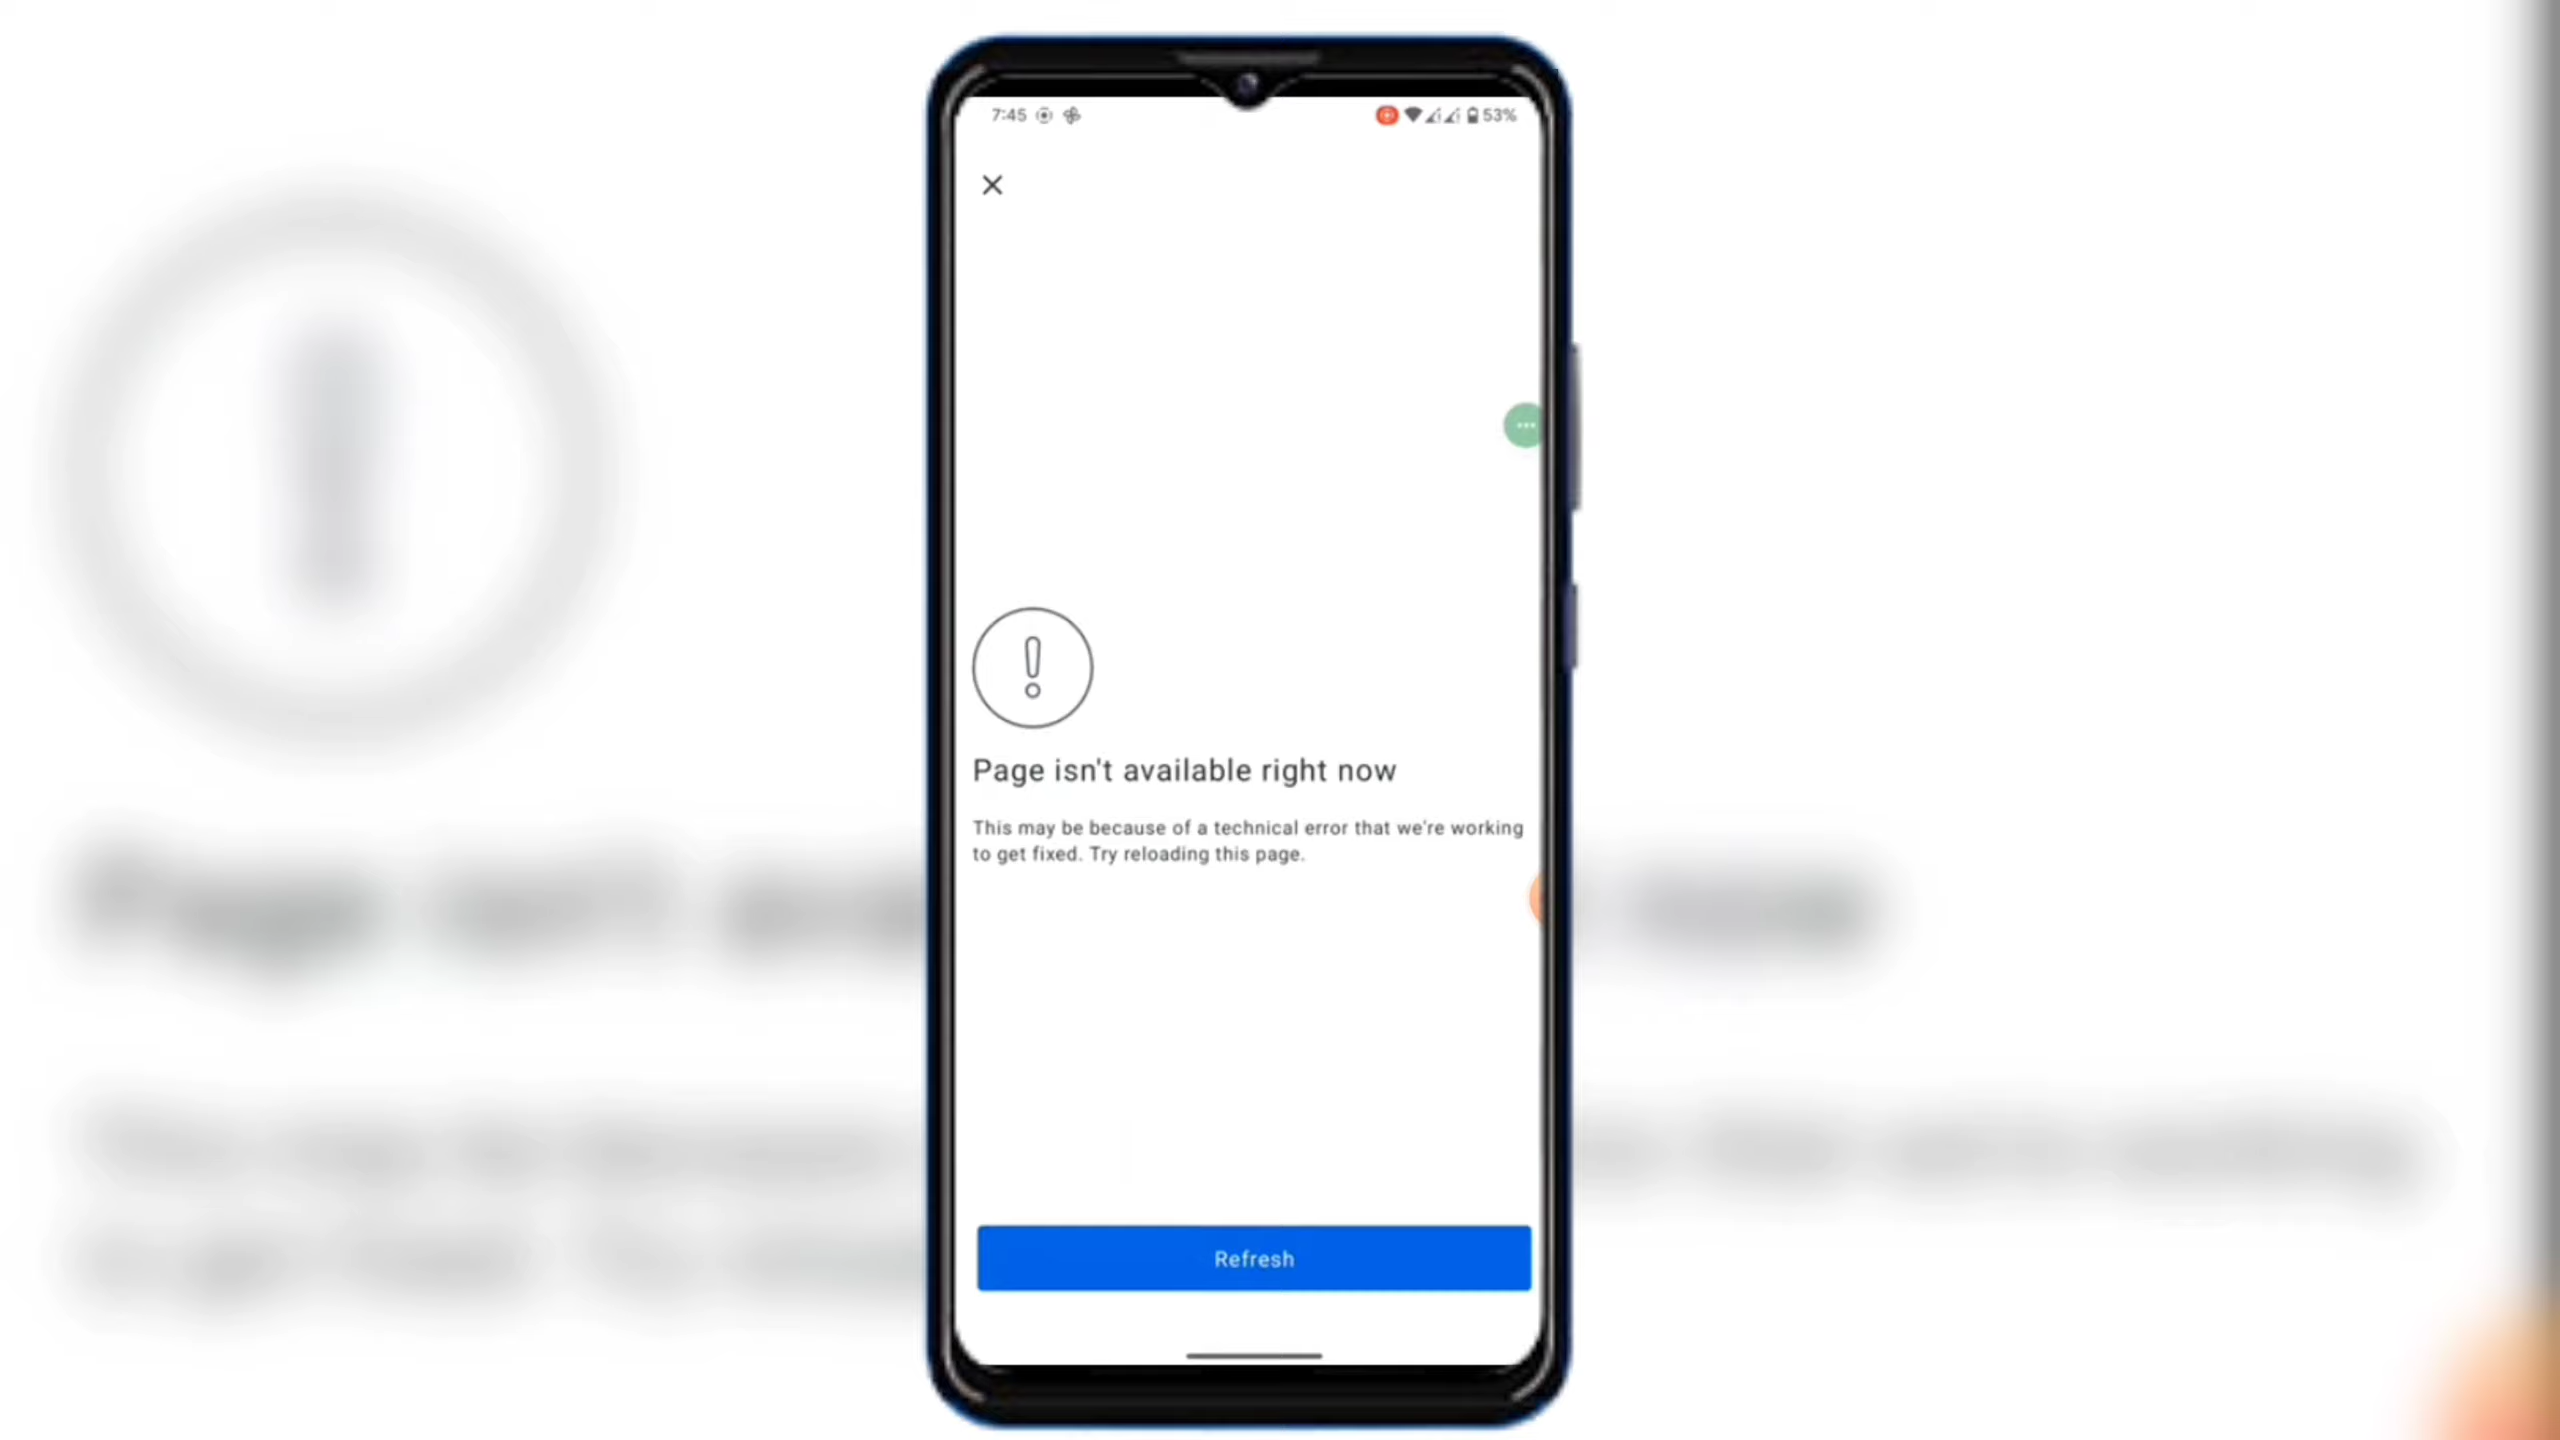 7:45
53%
Page isn't available right now
This may be because of a technical error that we're working
to get fixed. Try reloading this page.
Refresh